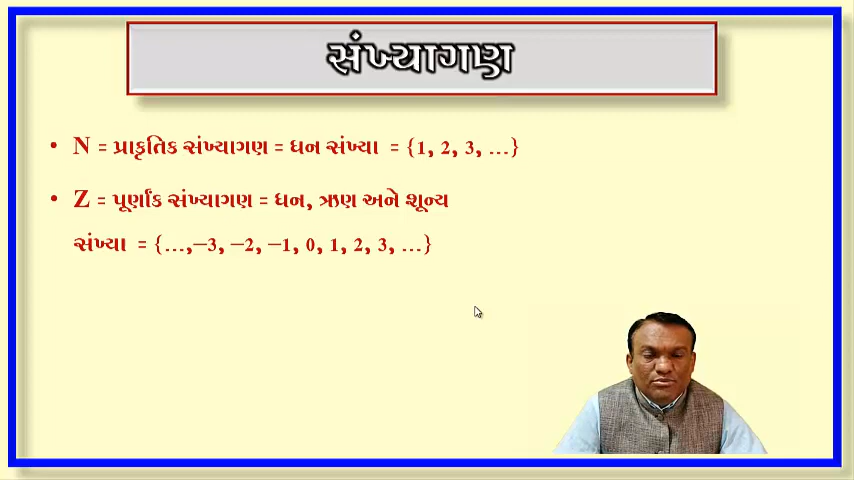 સંખ્યાગણ
• N = પ્રાકૃતિક સંખ્યાગણ = ધન સંખ્યા = {1, 2, 3, …}
• Z = પૂર્ણાંક સંખ્યાગણ = ધન, ઋણ અને શૂન્ય
સંખ્યા = {…,−3, −2, −1, 0, 1, 2, 3, …}